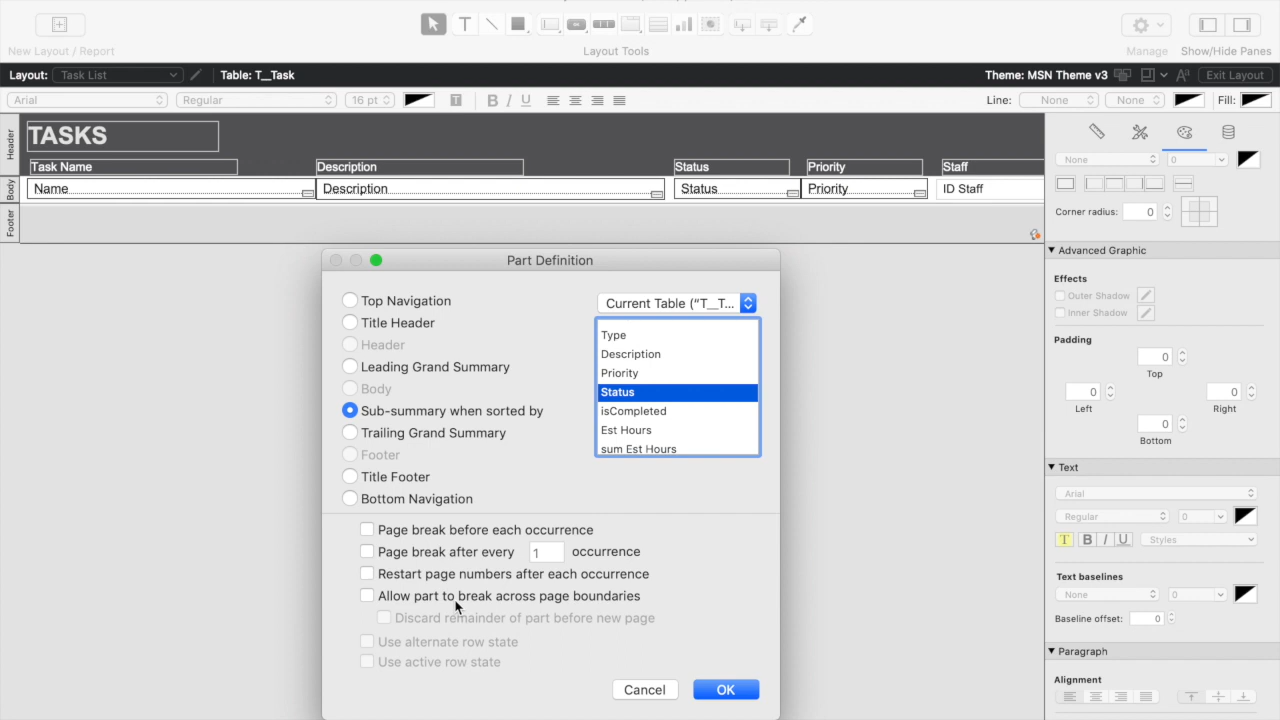 New Layout / Report
Layout Tools
Manage
Show/Hide Panes
Layout:
Task List
Table: T__Task
Theme: MSN Theme v3
Exit Layout
Arial
Regular
16 pt
T
B
I
U
Line:
None
None
Fill:
Header
TASKS
Task Name
Description
Status
Priority
Staff
Body
Name
Description
Status
Priority
ID Staff
Footer
Part Definition
Top Navigation
Title Header
Header
Leading Grand Summary
Body
Sub-summary when sorted by
Trailing Grand Summary
Footer
Title Footer
Bottom Navigation
Current Table (“T__T...
Type
Description
Priority
Status
isCompleted
Est Hours
sum Est Hours
Page break before each occurrence
Page break after every 1 occurrence
Restart page numbers after each occurrence
Allow part to break across page boundaries
Discard remainder of part before new page
Use alternate row state
Use active row state
Cancel
OK
None
0
Corner radius: 0
Advanced Graphic
Effects
Outer Shadow
Inner Shadow
Padding
0
Top
0
Left
0
Right
0
Bottom
Text
Arial
Regular
0
T
B
I
U
Styles
Text baselines
None
0
Baseline offset: 0
Paragraph
Alignment